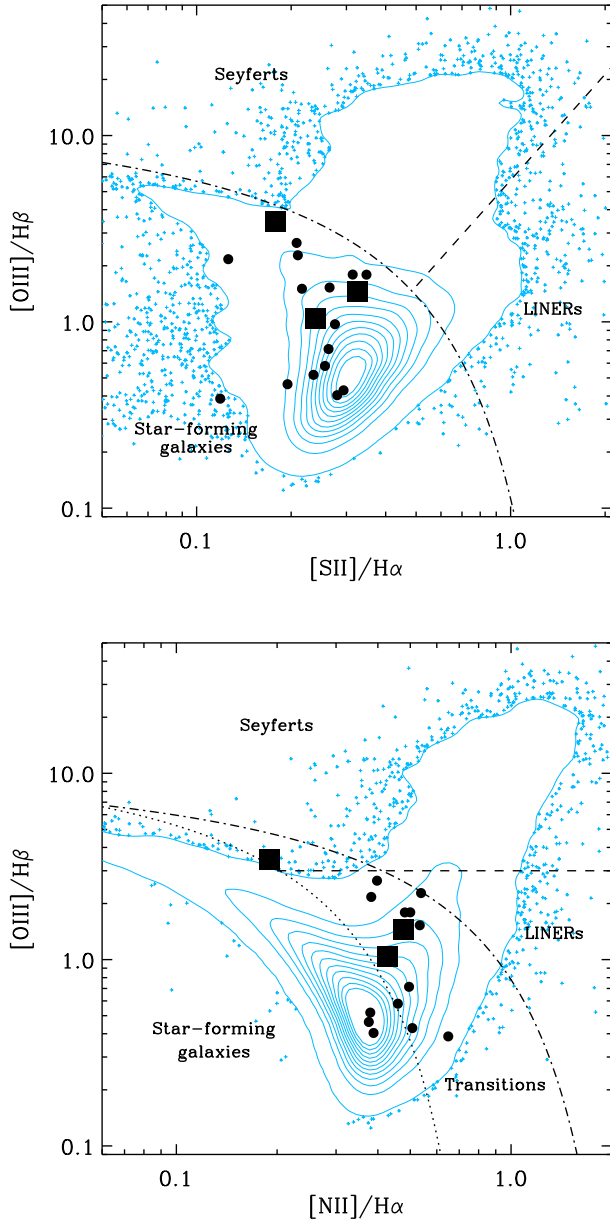 Seyferts
10.0
[OIII]/Hβ
1.0
LINERs
Star−forming
galaxies
0.1
0.1
1.0
[SII]/Hα
Seyferts
10.0
[OIII]/Hβ
1.0
LINERs
Star−forming
galaxies
Transitions
0.1
0.1
1.0
[NII]/Hα